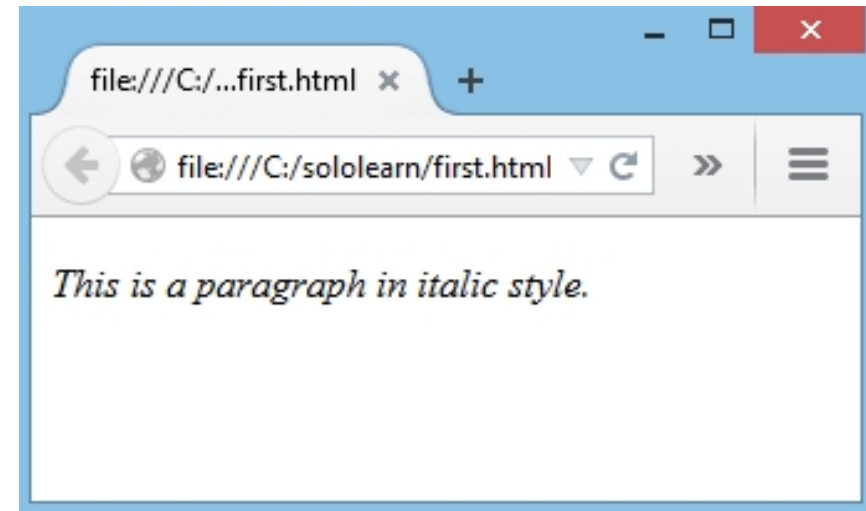 file:///C:/...first.html
file:///C:/sololearn/first.html
This is a paragraph in italic style.